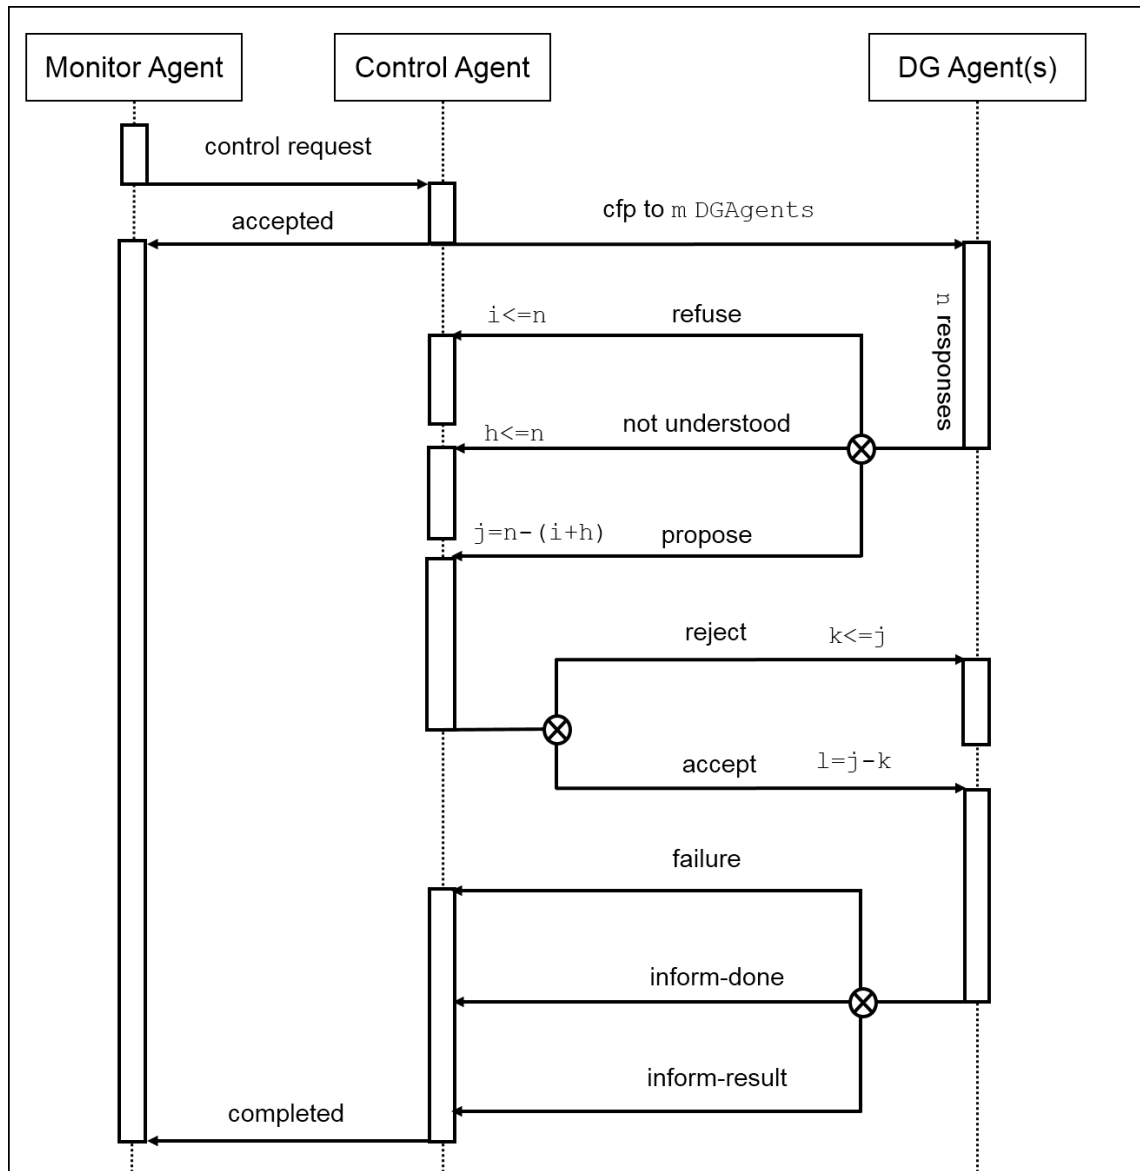 Monitor Agent
Control Agent
DG Agent(s)
control request
accepted
cfp to m DGAgents
n responses
i<=n
refuse
h<=n
not understood
j=n-(i+h)
propose
reject
k<=j
accept
l=j-k
failure
inform-done
inform-result
completed